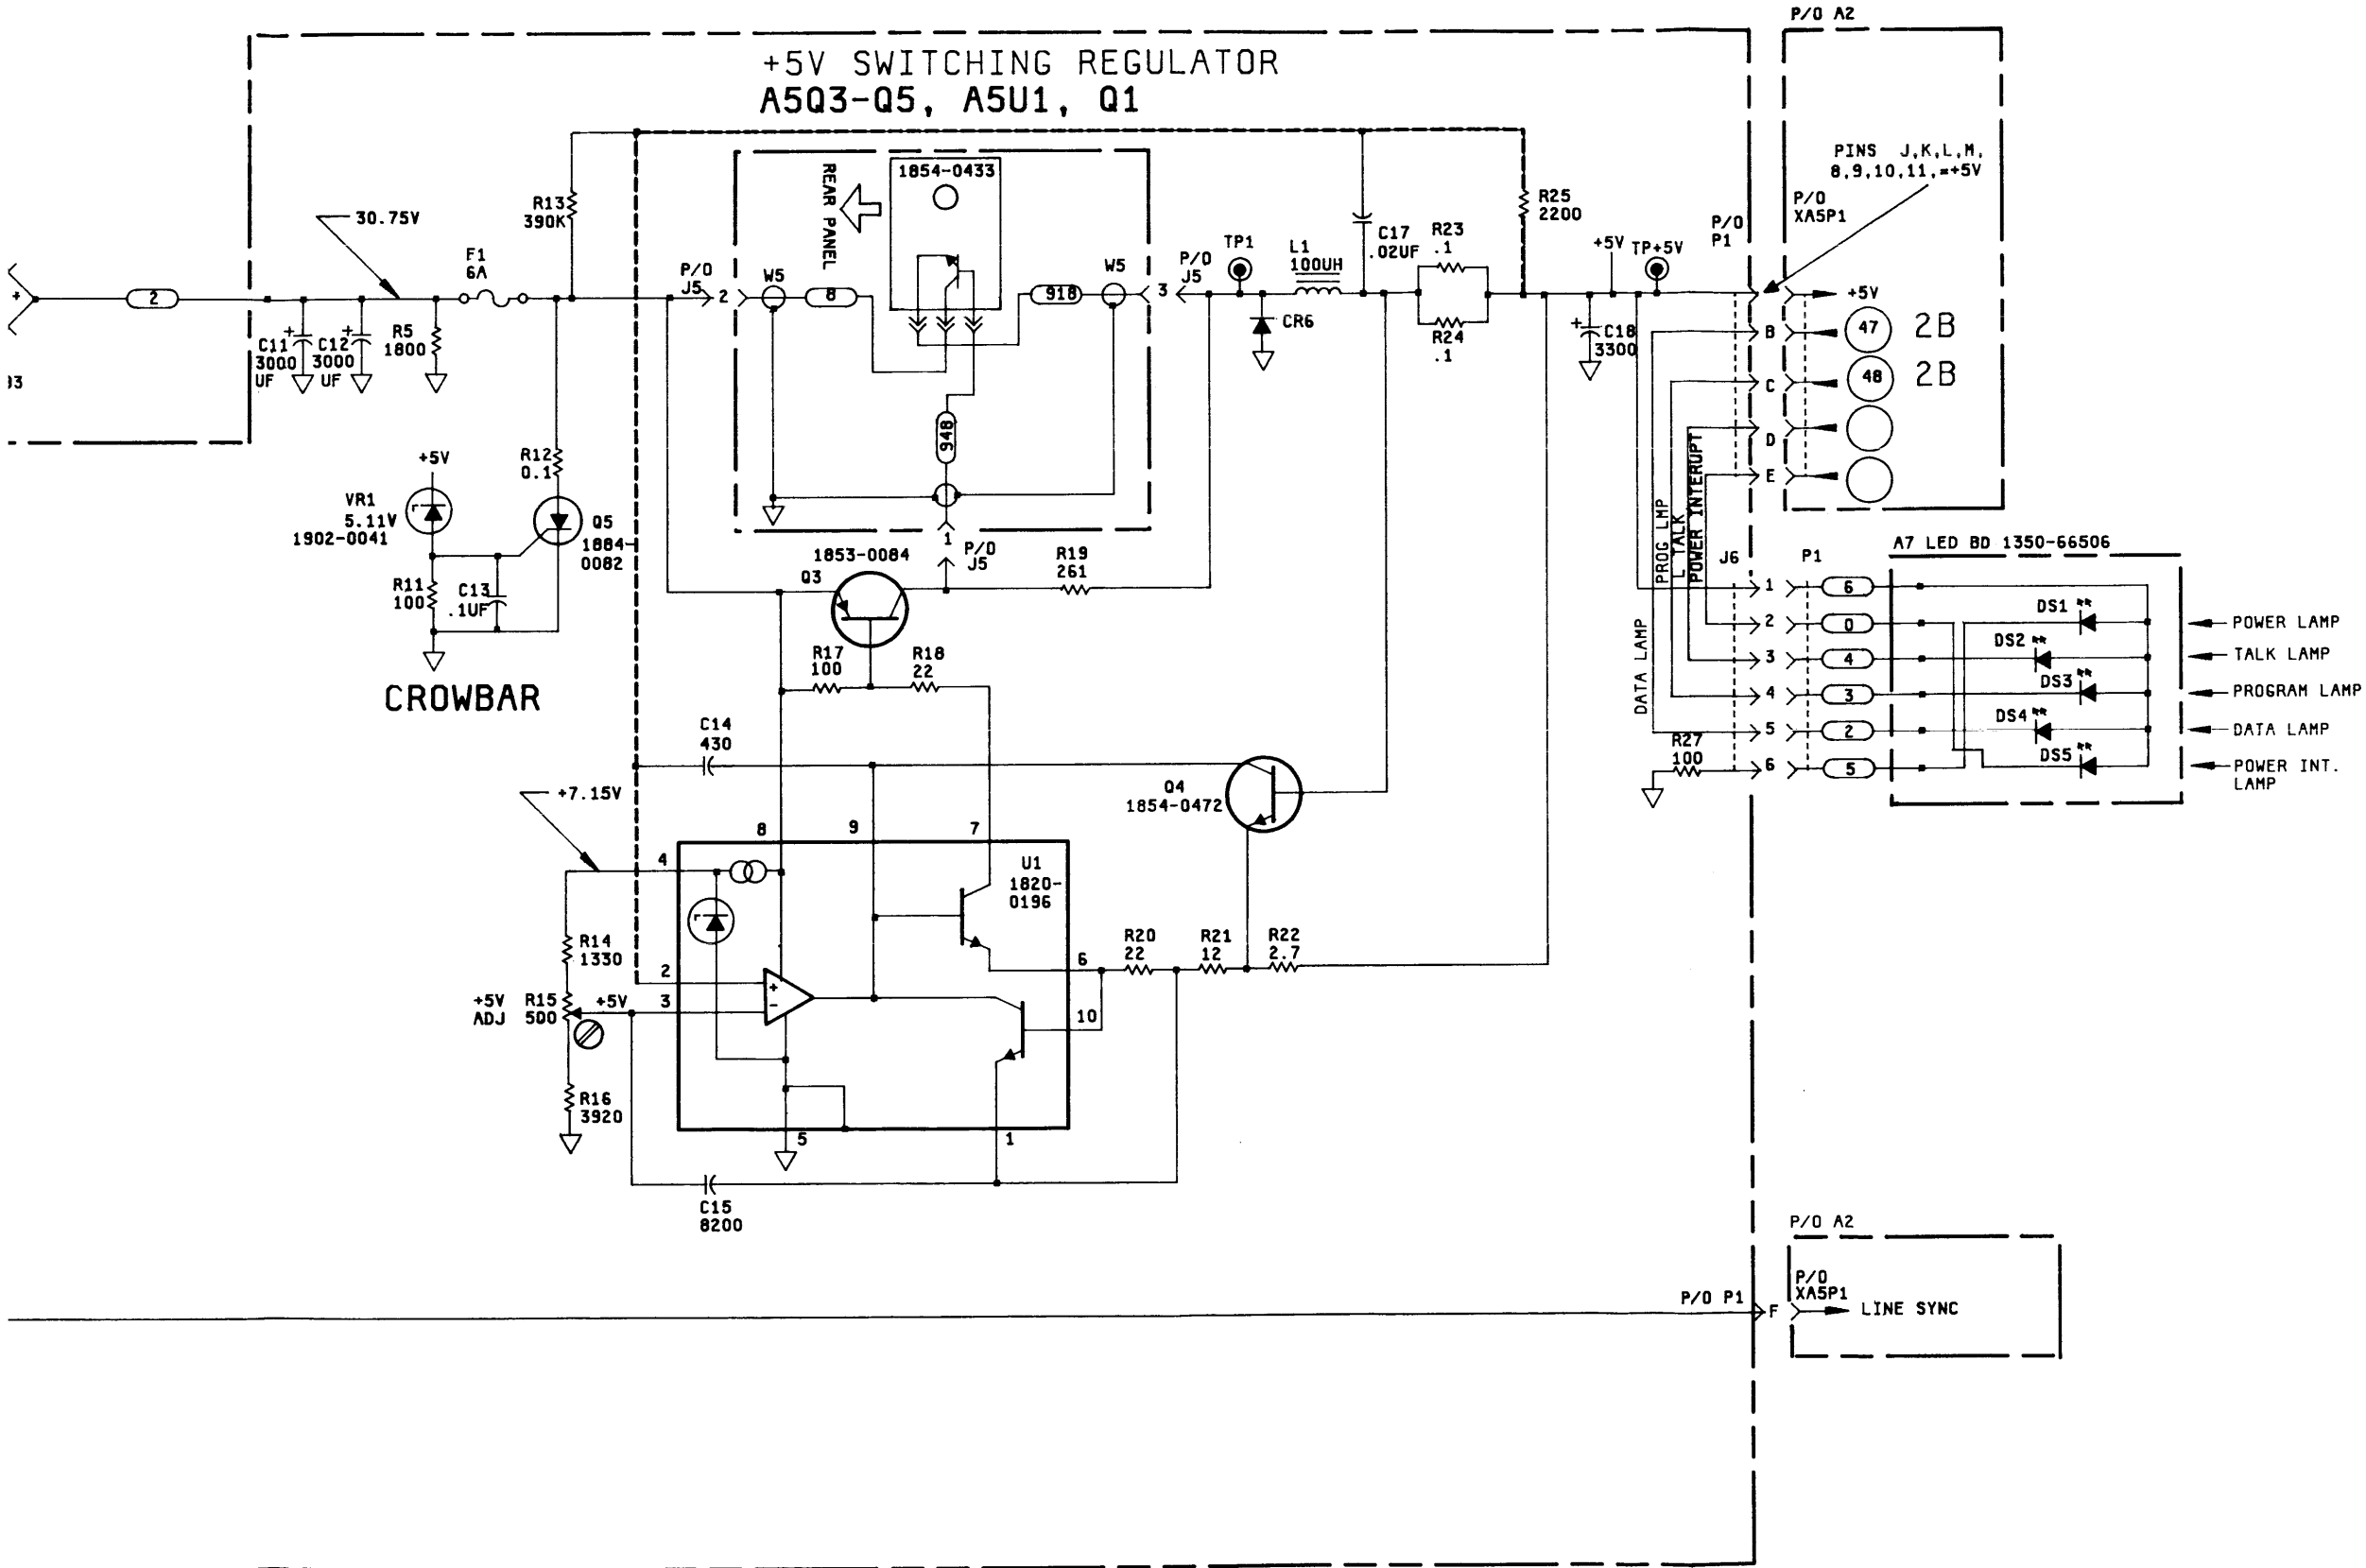 P/O A2
+5V SWITCHING REGULATOR
A5Q3-Q5, A5U1, Q1
PINS J,K,L,M,
8,9,10,11,=+5V
P/O
XA5P1
P/O
P1
30.75V
F1
6A
R13
390K
REAR PANEL
1854-0433
P/O
J5
2
W5
8
918
W5
3
P/O
J5
TP1
L1
100UH
C17
.02UF
R23
.1
R24
.1
R25
2200
+5V
TP+5V
+5V
2
+
C11
3000
UF
+
C12
3000
UF
+
R5
1800
CR6
+
C18
3300
B
47
2B
C
48
2B
D
E
33
948
1
P/O
J5
+5V
VR1
5.11V
1902-0041
R12
0.1
Q5
1884-
0082
R11
100
C13
.1UF
CROWBAR
1853-0084
Q3
R19
261
R17
100
R18
22
C14
430
Q4
1854-0472
DATA LAMP
PROG LMP
L TALK
POWER INTERUPT
R27
100
J6
P1
A7 LED BD 1350-66506
1
6
2
0
3
4
4
3
5
2
6
5
DS1
DS2
DS3
DS4
DS5
POWER LAMP
TALK LAMP
PROGRAM LAMP
DATA LAMP
POWER INT.
LAMP
+7.15V
4
8
9
7
U1
1820-
0196
R14
1330
2
3
+
-
+5V
ADJ
R15
500
+5V
R16
3920
6
10
5
1
R20
22
R21
12
R22
2.7
C15
8200
P/O A2
P/O
XA5P1
P/O P1
F
LINE SYNC